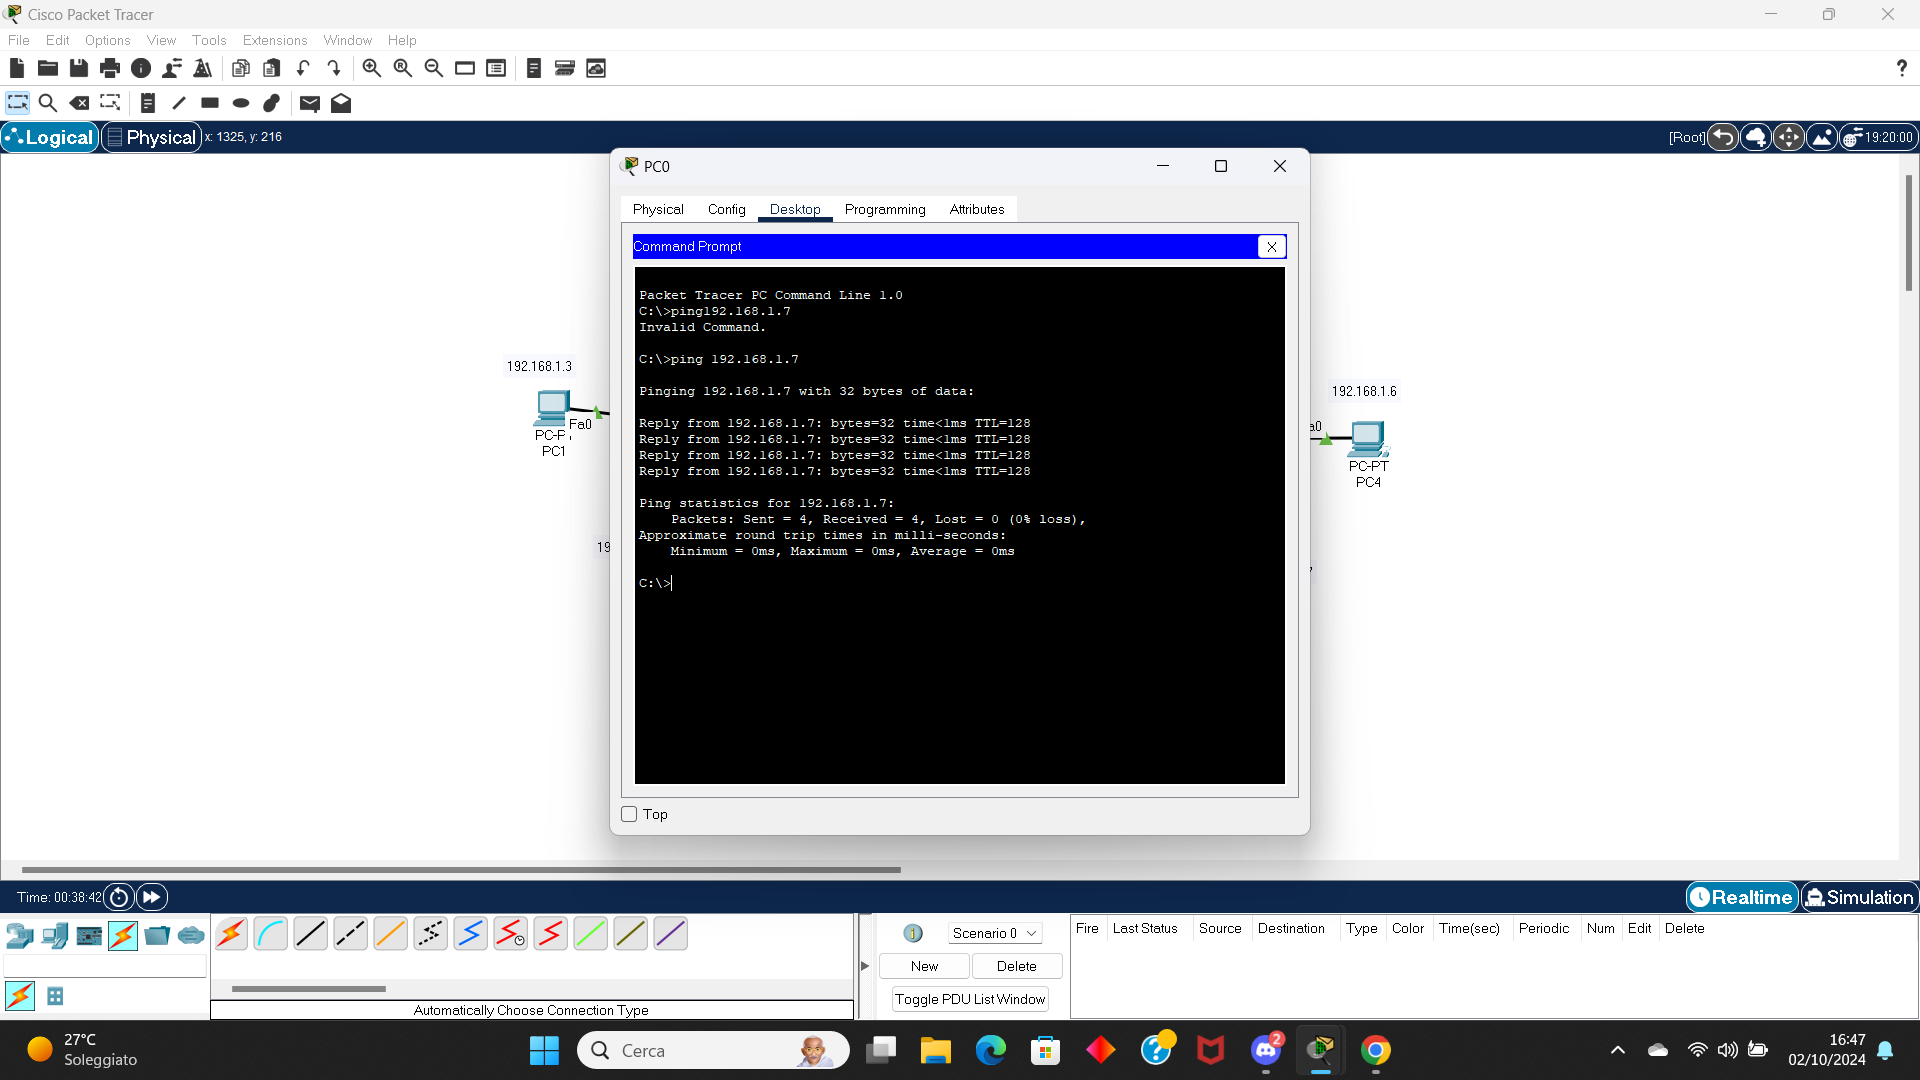 Cisco Packet Tracer
File Edit Options View Tools Extensions Window Help
?
Logical Physical x: 1325, y: 216 [Root] 19:20:00
PC0
Physical Config Desktop Programming Attributes
Command Prompt X
Packet Tracer PC Command Line 1.0
C:\>ping192.168.1.7
Invalid Command.
C:\>ping 192.168.1.7
Pinging 192.168.1.7 with 32 bytes of data:
Reply from 192.168.1.7: bytes=32 time<1ms TTL=128
Reply from 192.168.1.7: bytes=32 time<1ms TTL=128
Reply from 192.168.1.7: bytes=32 time<1ms TTL=128
Reply from 192.168.1.7: bytes=32 time<1ms TTL=128
Ping statistics for 192.168.1.7:
Packets: Sent = 4, Received = 4, Lost = 0 (0% loss),
Approximate round trip times in milli-seconds:
Minimum = 0ms, Maximum = 0ms, Average = 0ms
C:\>
Top
192.168.1.3
Fa0
PC-P
PC1
19
192.168.1.6
a0
PC-PT
PC4
Time: 00:38:42 Realtime Simulation
Scenario 0
New Delete
Toggle PDU List Window
Fire Last Status Source Destination Type Color Time(sec) Periodic Num Edit Delete
Automatically Choose Connection Type
27°C
Soleggiato
Cerca
2
16:47
02/10/2024